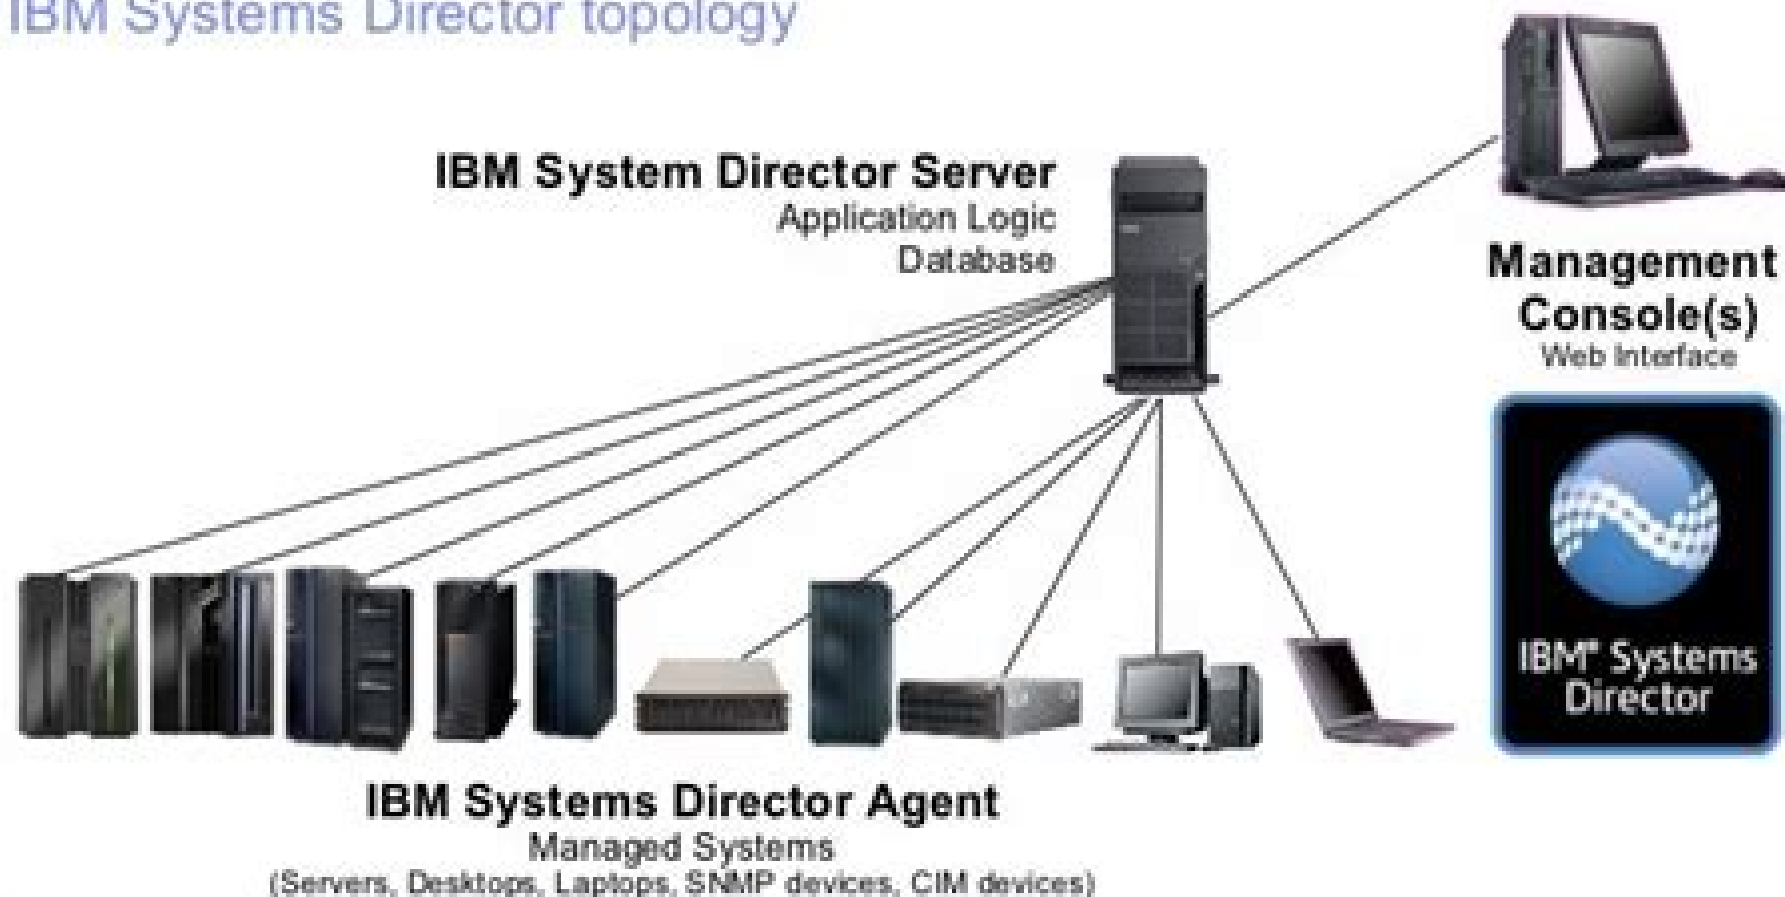 IBM Systems Director topology
IBM System Director Server
Application Logic
Database
Management
Console(s)
Web Interface
IBM® Systems
Director
IBM Systems Director Agent
Managed Systems
(Servers, Desktops, Laptops, SNMP devices, CIM devices)